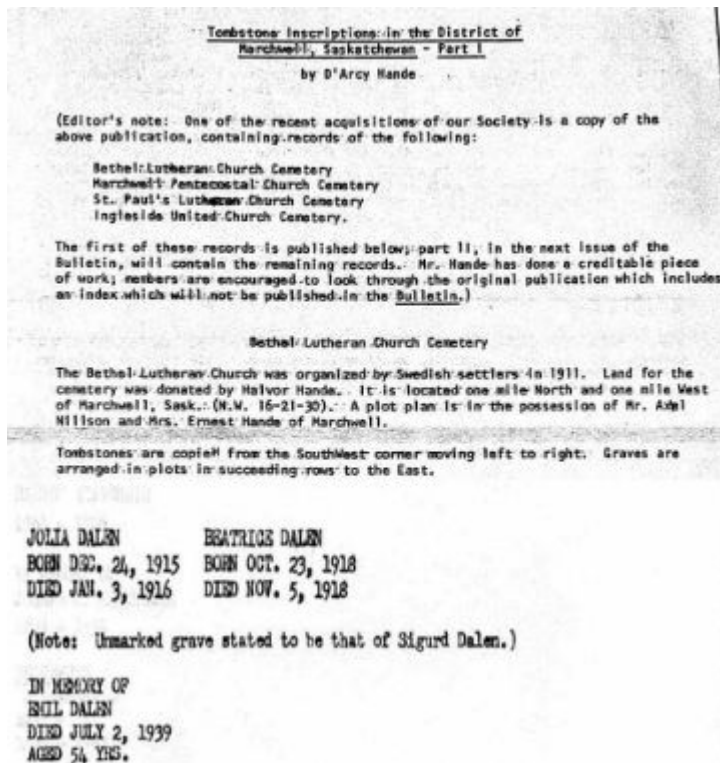 Tombstone Inscriptions in the District of
Marchwell, Saskatchewan - Part I
by D'Arcy Hande
(Editor's note: One of the recent acquisitions of our Society is a copy of the
above publication, containing records of the following:
Bethel Lutheran Church Cemetery
Marchwell Pentecostal Church Cemetery
St. Paul's Lutheran Church Cemetery
Ingleside United Church Cemetery.
The first of these records is published below; part II, in the next issue of the
Bulletin, will contain the remaining records. Mr. Hande has done a creditable piece
of work; members are encouraged to look through the original publication which includes
an index which will not be published in the Bulletin.)
Bethel Lutheran Church Cemetery
The Bethel Lutheran Church was organized by Swedish settlers in 1911. Land for the
cemetery was donated by Halvor Hande. It is located one mile North and one mile West
of Marchwell, Sask. (N.W. 16-21-30). A plot plan is in the possession of Mr. Axel
Nillson and Mrs. Ernest Hande of Marchwell.
Tombstones are copied from the SouthWest corner moving left to right. Graves are
arranged in plots in succeeding rows to the East.
JOLIA DALEN BEATRICE DALEN
BORN DEC. 24, 1915 BORN OCT. 23, 1918
DIED JAN. 3, 1916 DIED NOV. 5, 1918
(Note: Unmarked grave stated to be that of Sigurd Dalen.)
IN MEMORY OF
EMIL DALEN
DIED JULY 2, 1939
AGED 54 YRS.